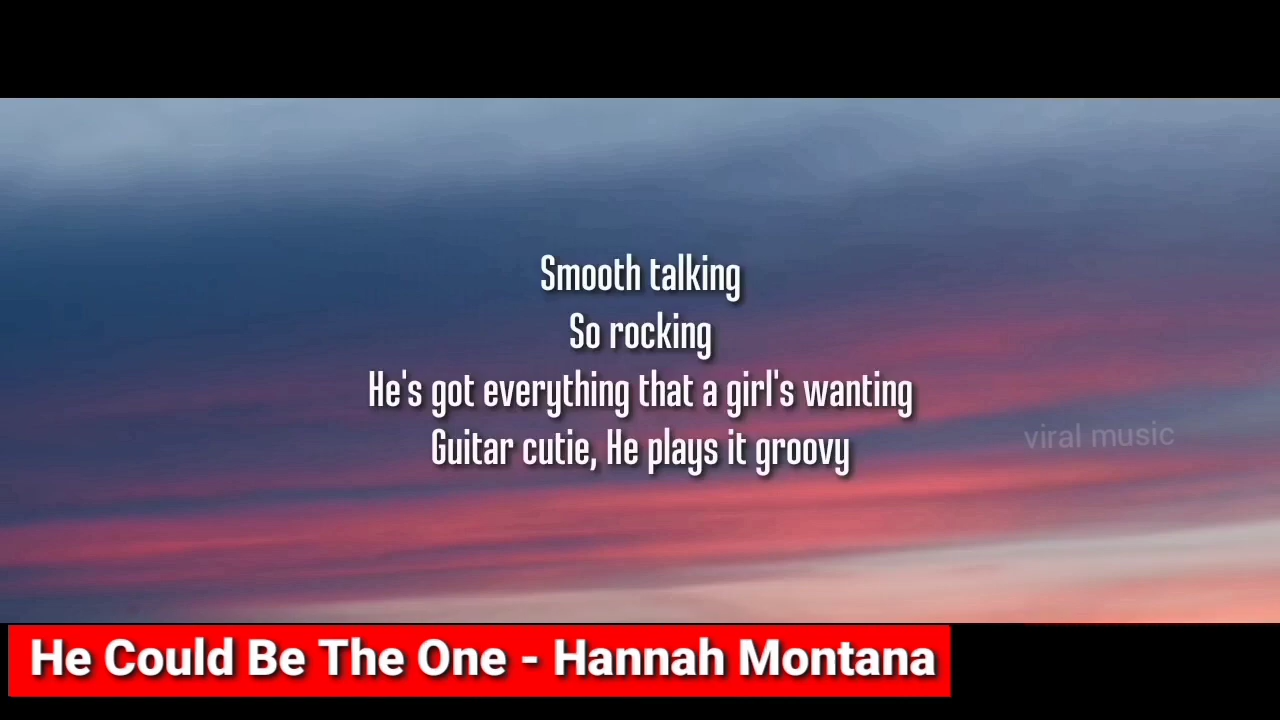 Smooth talking
So rocking
He's got everything that a girl's wanting
Guitar cutie, He plays it groovy
viral music
He Could Be The One - Hannah Montana